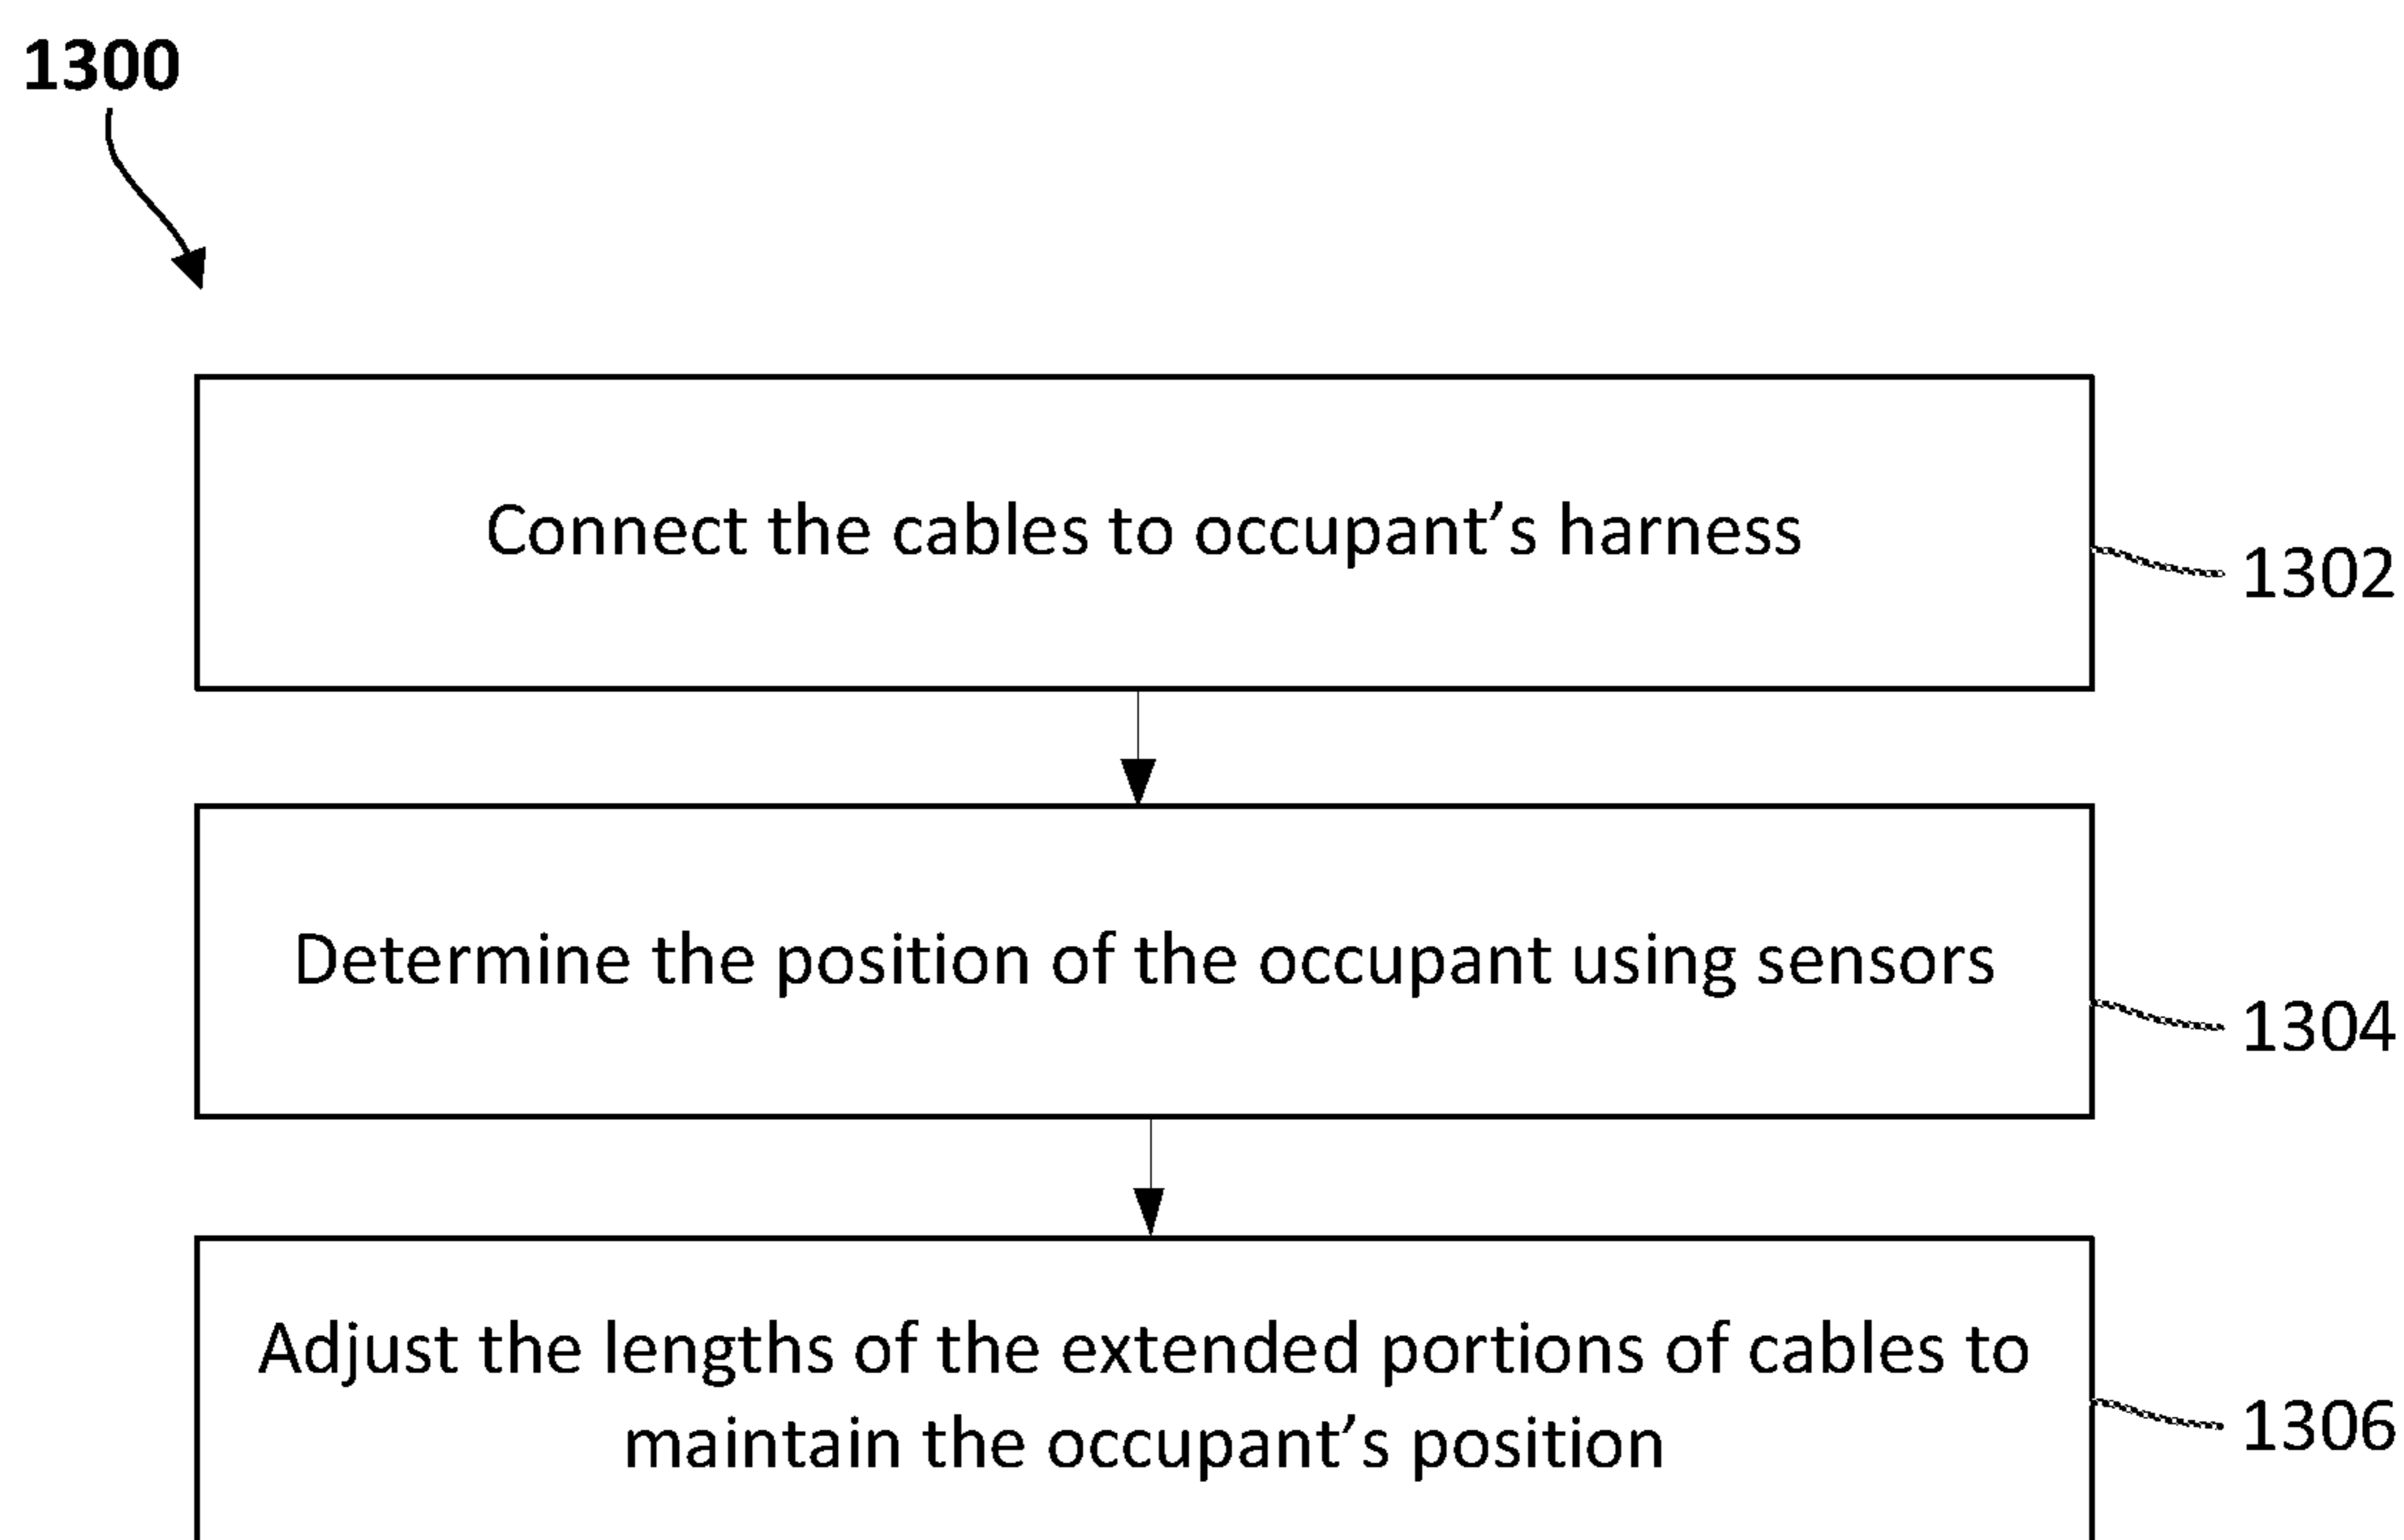 1300
Connect the cables to occupant’s harness
1302
Determine the position of the occupant using sensors
1304
Adjust the lengths of the extended portions of cables to
maintain the occupant’s position
1306